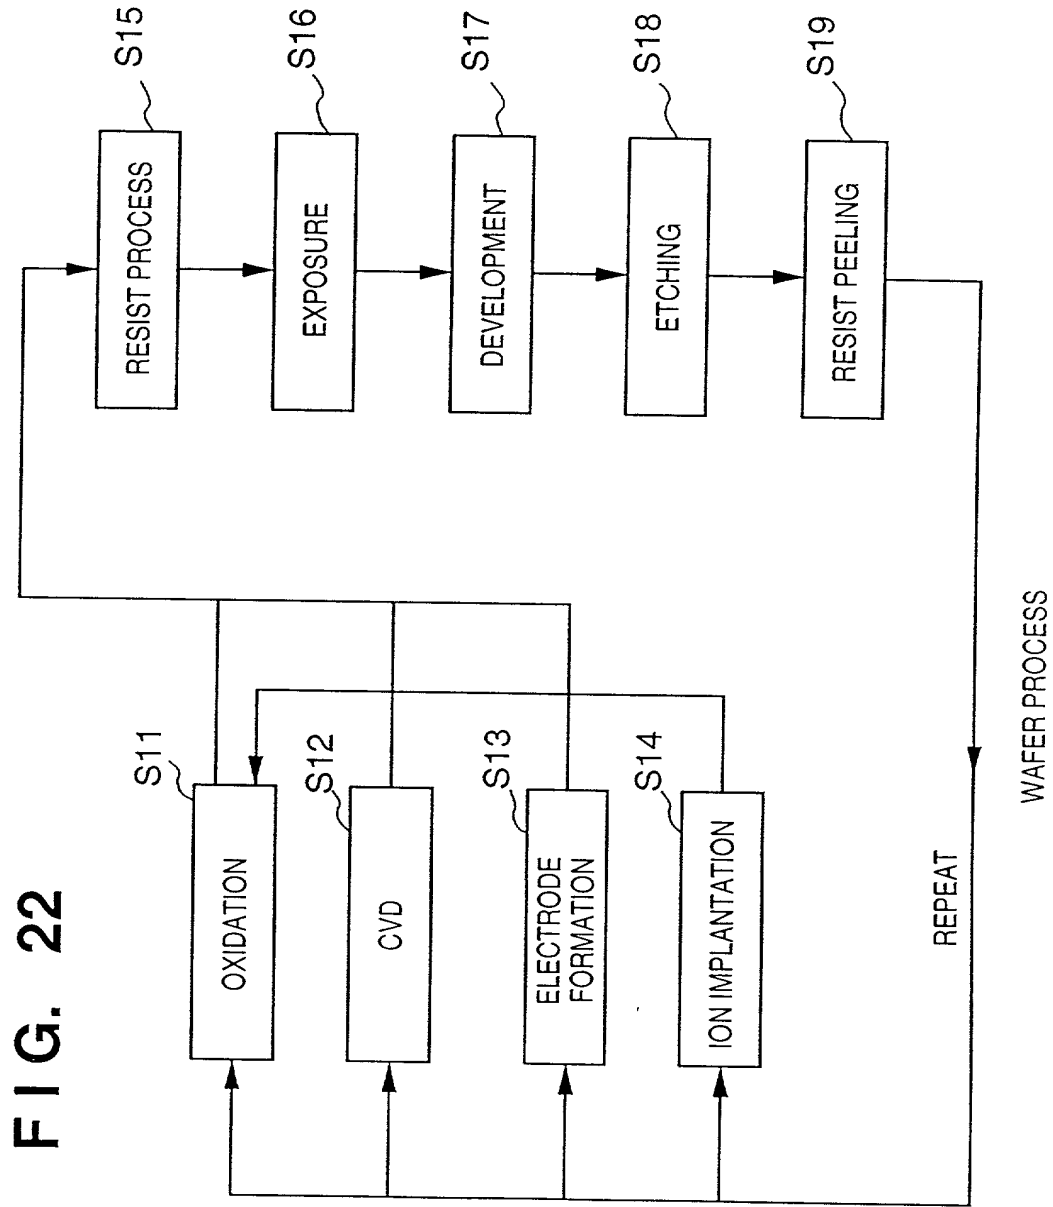 FIG. 22
OXIDATION
S11
CVD
S12
ELECTRODE
FORMATION
S13
ION IMPLANTATION
S14
RESIST PROCESS
S15
EXPOSURE
S16
DEVELOPMENT
S17
ETCHING
S18
RESIST PEELING
S19
REPEAT
WAFER PROCESS